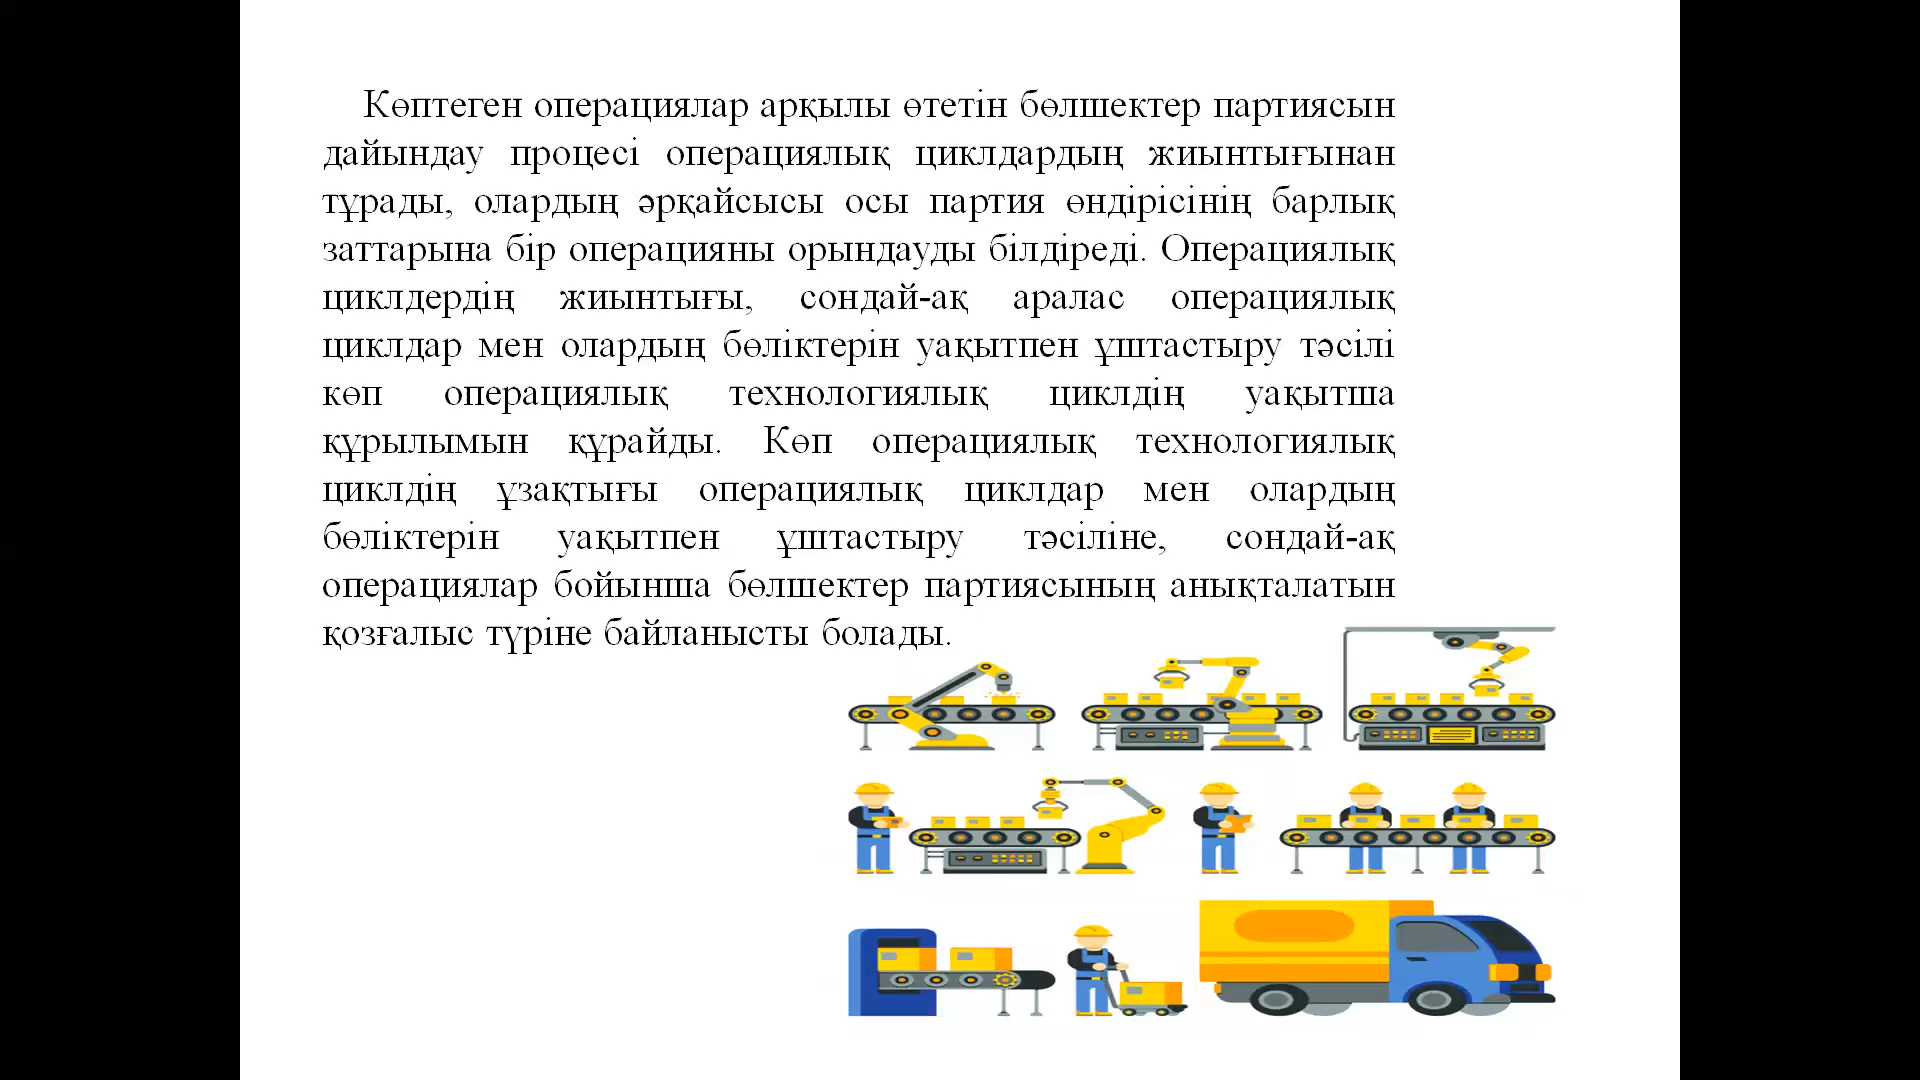 Көптеген операциялар арқылы өтетін бөлшектер партиясын
дайындау процесі операциялық циклдардың жиынтығынан
тұрады, олардың әрқайсысы осы партия өндірісінің барлық
заттарына бір операцияны орындауды білдіреді. Операциялық
циклдердің жиынтығы, сондай-ақ аралас операциялық
циклдар мен олардың бөліктерін уақытпен ұштастыру тәсілі
көп операциялық технологиялық циклдің уақытша
құрылымын құрайды. Көп операциялық технологиялық
циклдің ұзақтығы операциялық циклдар мен олардың
бөліктерін уақытпен ұштастыру тәсіліне, сондай-ақ
операциялар бойынша бөлшектер партиясының анықталатын
қозғалыс түріне байланысты болады.